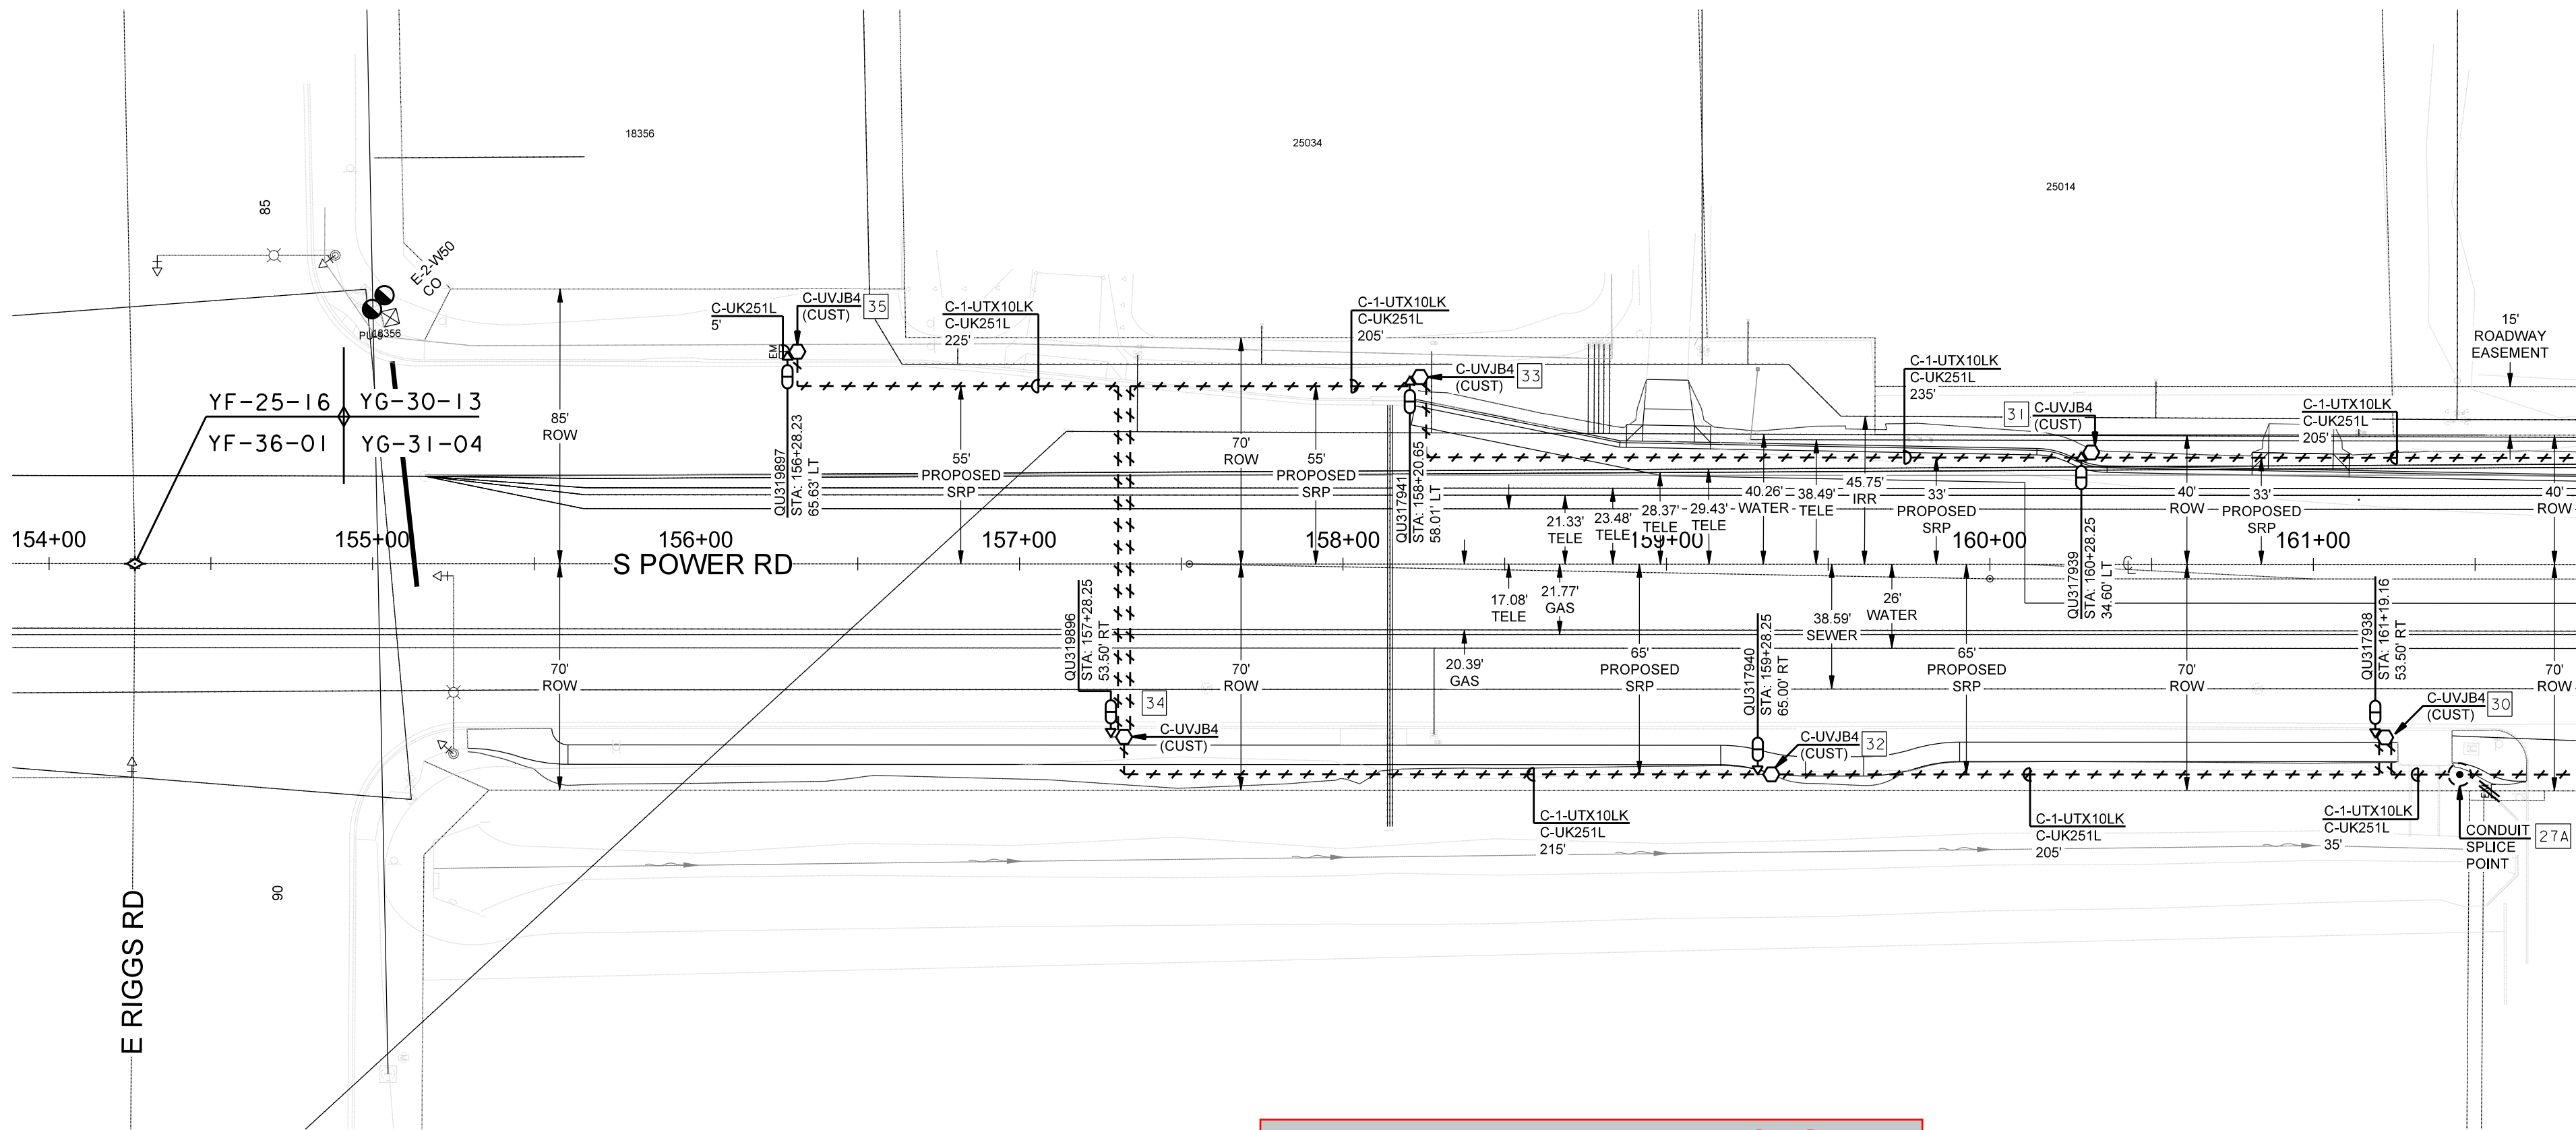 18356
25034
25014
85
E-2-W50
CO
18356
C-UK251L
5'
C-UVJB4
(CUST)
35
C-1-UTX10LK
C-UK251L
225'
C-1-UTX10LK
C-UK251L
205'
C-UVJB4
(CUST)
33
C-1-UTX10LK
C-UK251L
235'
31
C-UVJB4
(CUST)
C-1-UTX10LK
C-UK251L
205'
15'
ROADWAY
EASEMENT
EM
YF-25-16
YG-30-13
YF-36-01
YG-31-04
85'
ROW
QU319897
STA: 156+28.23
65.63' LT
55'
PROPOSED
SRP
70'
ROW
55'
PROPOSED
SRP
QU317941
STA: 158+20.65
58.01' LT
21.33'
TELE
23.48'
TELE
28.37'
TELE
29.43'
TELE
40.26'
WATER
38.49'
TELE
45.75'
IRR
33'
PROPOSED
SRP
QU317939
STA: 160+28.25
34.60' LT
40'
ROW
33'
PROPOSED
SRP
40'
ROW
154+00
155+00
156+00
157+00
158+00
159+00
160+00
161+00
S POWER RD
70'
ROW
QU319896
STA: 157+28.25
53.50' RT
34
C-UVJB4
(CUST)
70'
ROW
20.39'
GAS
17.08'
TELE
21.77'
GAS
65'
PROPOSED
SRP
QU317940
STA: 159+28.25
65.00' RT
38.59'
SEWER
26'
WATER
65'
PROPOSED
SRP
70'
ROW
QU317938
STA: 161+19.16
53.50' RT
70'
ROW
C-UVJB4
(CUST)
32
C-UVJB4
(CUST)
30
C-1-UTX10LK
C-UK251L
215'
C-1-UTX10LK
C-UK251L
205'
C-1-UTX10LK
C-UK251L
35'
CONDUIT
SPLICE
POINT
27A
90
E RIGGS RD